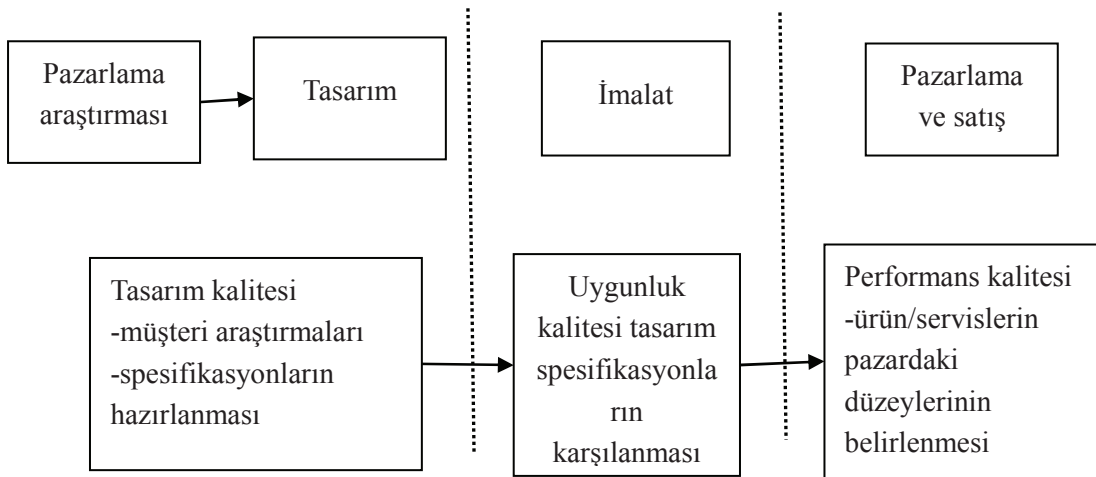 Pazarlama
araştırması
Tasarım
İmalat
Pazarlama
ve satış
Tasarım kalitesi
-müşteri araştırmaları
-spesifikasyonların
hazırlanması
Uygunluk
kalitesi tasarım
spesifikasyonla
rın
karşılanması
Performans kalitesi
-ürün/servislerin
pazardaki
düzeylerinin
belirlenmesi